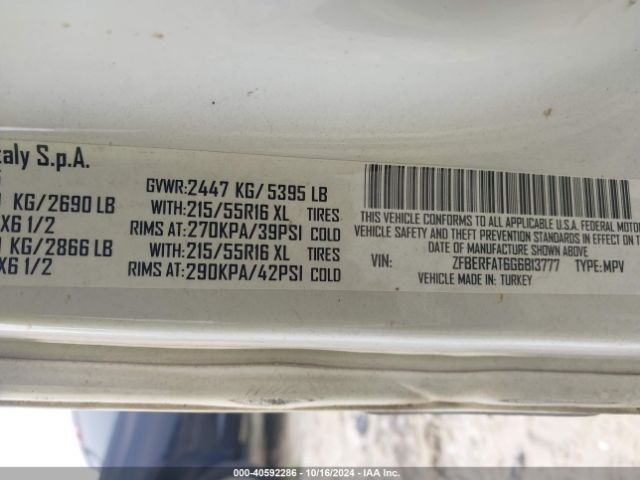 taly S.p.A.
GVWR: 2447 KG/ 5395 LB
KG/2690 LB WITH: 215/55R16 XL TIRES
X6 1/2 RIMS AT: 270KPA/39PSI COLD
KG/2866 LB WITH: 215/55R16 XL TIRES
X6 1/2 RIMS AT: 290KPA/42PSI COLD
THIS VEHICLE CONFORMS TO ALL APPLICABLE U.S.A. FEDERAL MOTOR
VEHICLE SAFETY AND THEFT PREVENTION STANDARDS IN EFFECT ON
DATE OF MANUFACTURE SHOWN ABOVE
VIN: ZFBERFAT6G6B13777 TYPE: MPV
VEHICLE MADE IN: TURKEY
000-40592286 - 10/16/2024 - IAA Inc.